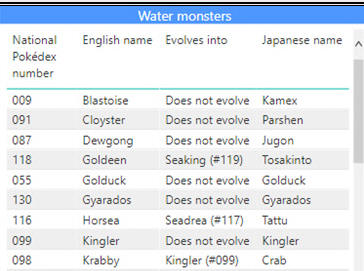 Water monsters
National Pokédex number English name Evolves into Japanese name
009 Blastoise Does not evolve Kamex
091 Cloyster Does not evolve Parshen
087 Dewgong Does not evolve Jugon
118 Goldeen Seaking (#119) Tosakinto
055 Golduck Does not evolve Golduck
130 Gyarados Does not evolve Gyarados
116 Horsea Seadrea (#117) Tattu
099 Kingler Does not evolve Kingler
098 Krabby Kingler (#099) Crab